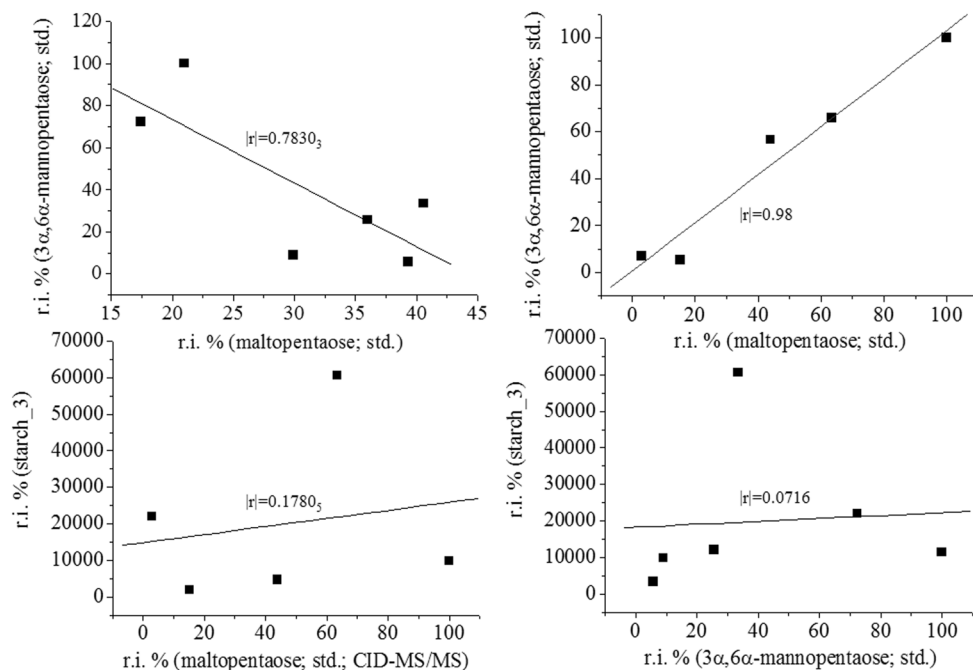 r.i. % (3α,6α-mannopentaose; std.)
120
100
80
60
40
20
0
|r|=0.7830₃
15 20 25 30 35 40 45
r.i. % (maltopentaose; std.)
r.i. % (3α,6α-mannopentaose; std.)
100
80
60
40
20
0
|r|=0.98
0 20 40 60 80 100
r.i. % (maltopentaose; std.)
r.i. % (starch_3)
70000
60000
50000
40000
30000
20000
10000
0
|r|=0.1780₅
0 20 40 60 80 100
r.i. % (maltopentaose; std.; CID-MS/MS)
r.i. % (starch_3)
70000
60000
50000
40000
30000
20000
10000
0
|r|=0.0716
0 20 40 60 80 100
r.i. % (3α,6α-mannopentaose; std.)